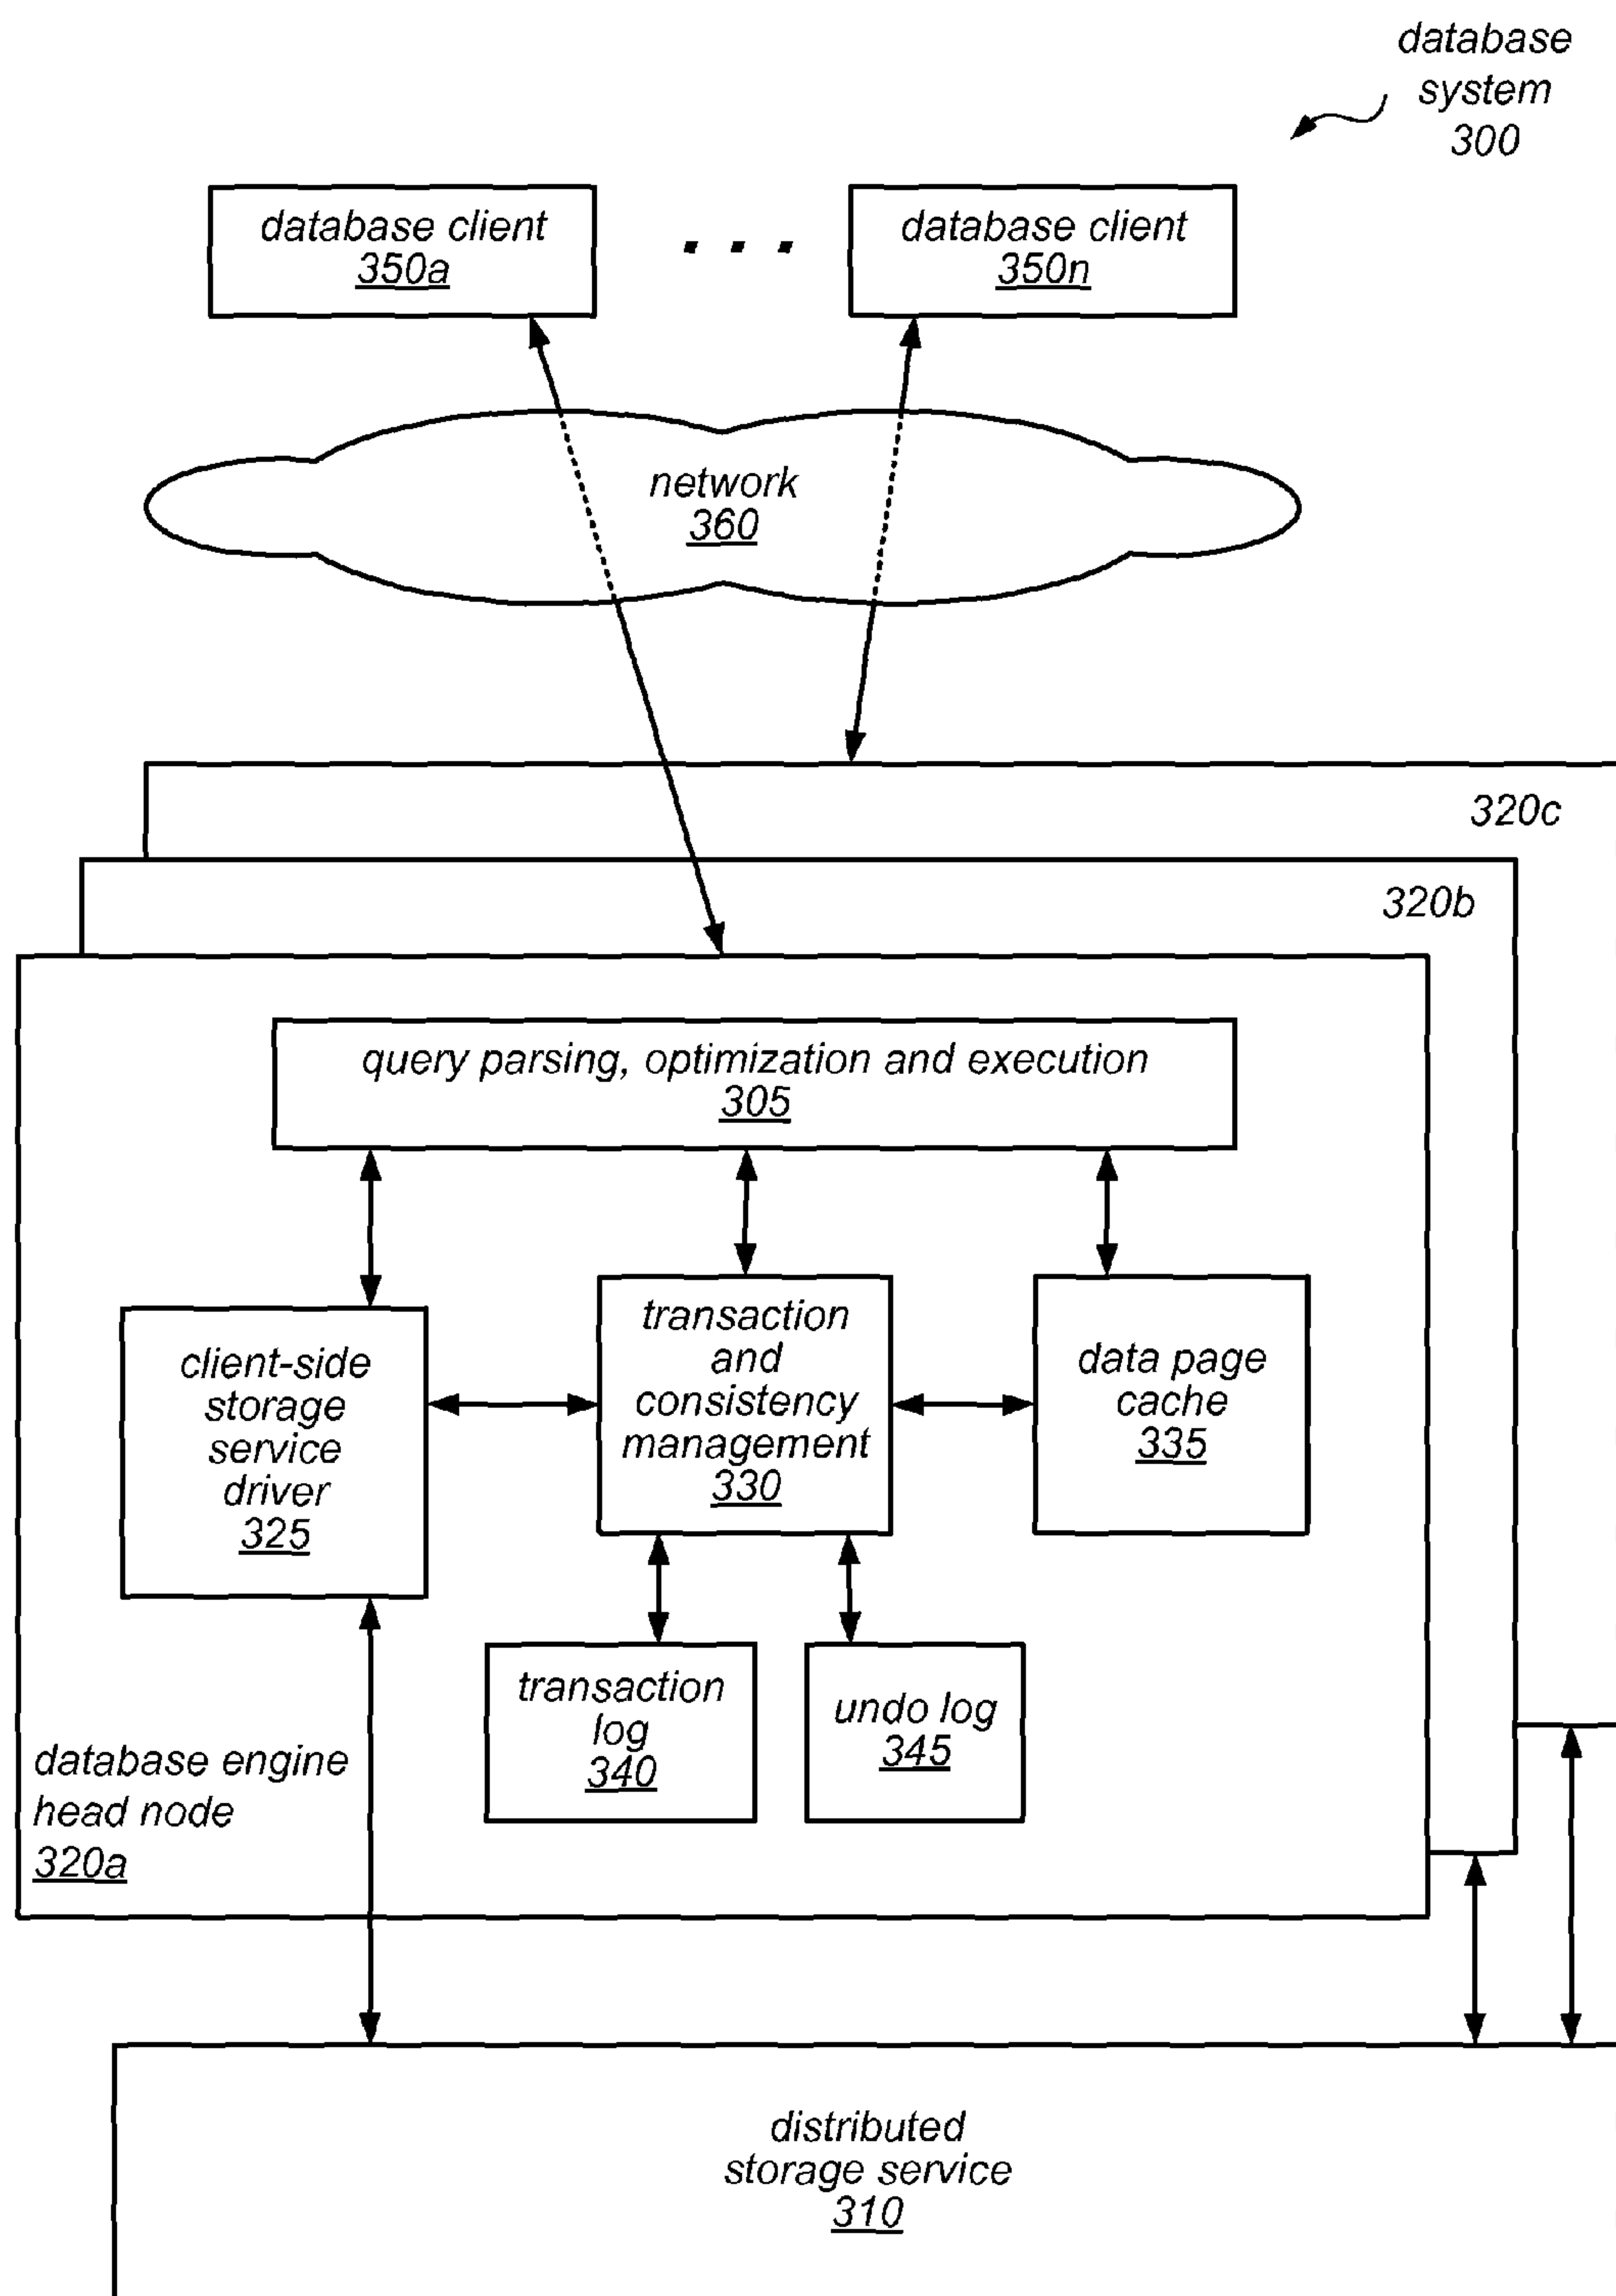 database
system
300
database client
350a
. . .
database client
350n
network
360
320c
320b
query parsing, optimization and execution
305
client-side
storage
service
driver
325
transaction
and
consistency
management
330
data page
cache
335
transaction
log
340
undo log
345
database engine
head node
320a
distributed
storage service
310